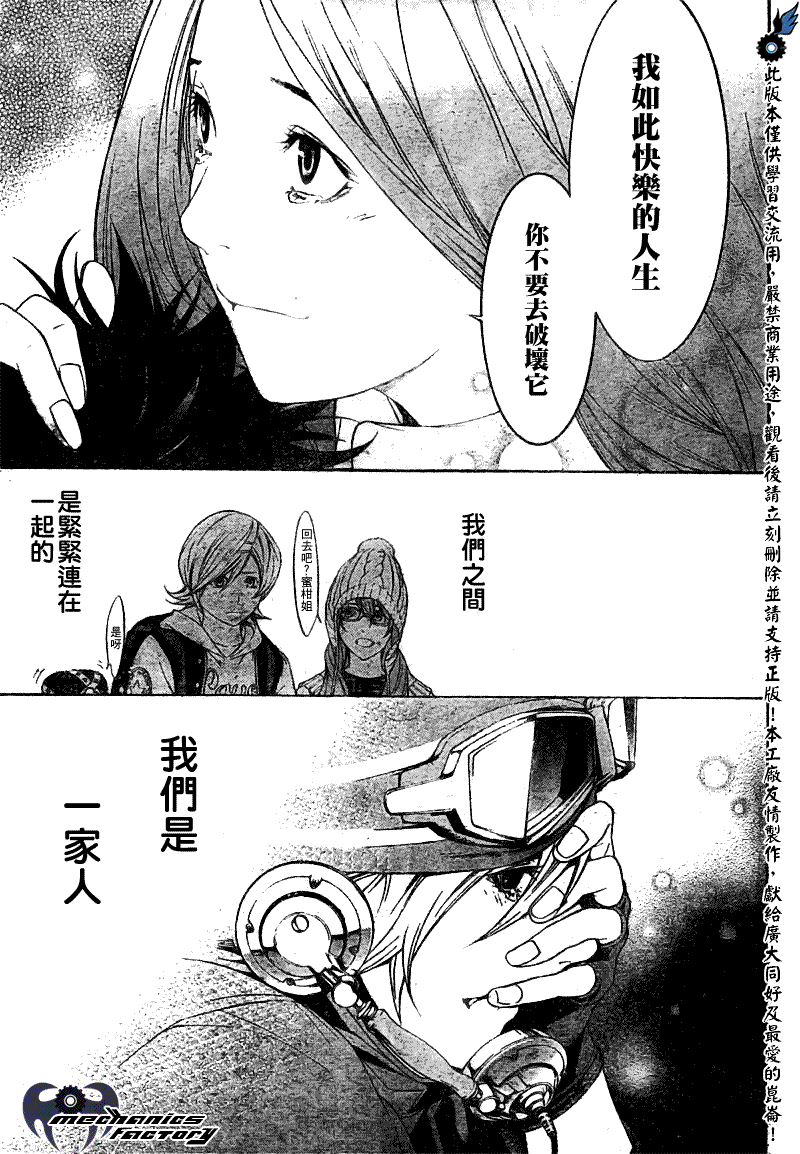 我如此快樂的人生
你不要去破壞它
我們之間
回去吧？蜜柑姐
是呀
是緊緊連在
一起的
我們是
一家人
此版本僅供學習交流用，嚴禁商業用途，觀看後請立刻刪除並請支持正版！本工廠友情製作，獻給廣大同好及最愛的崑崙！
mechanics
Factory